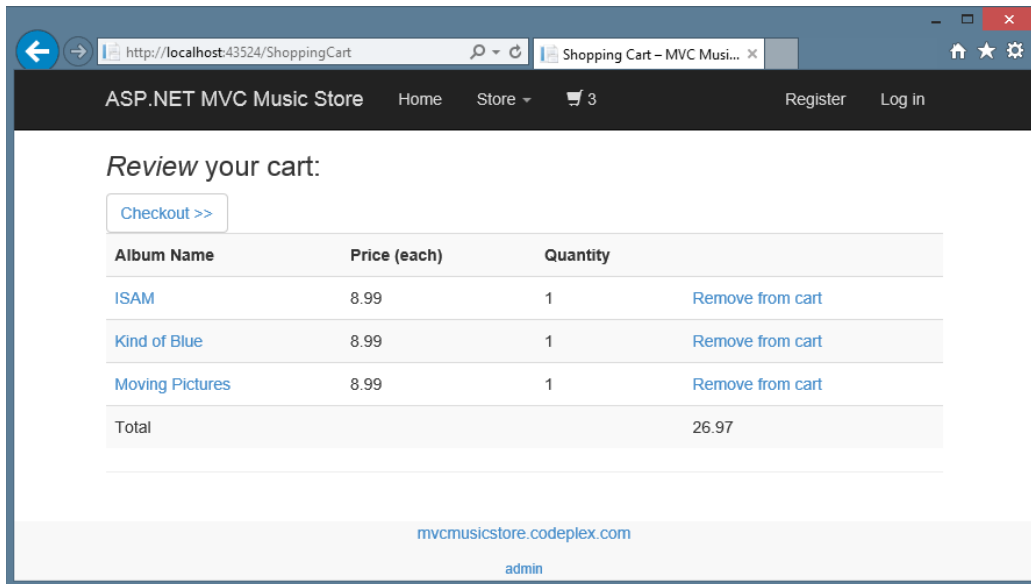 http://localhost:43524/ShoppingCart
Shopping Cart – MVC Musi...
ASP.NET MVC Music Store Home Store 3 Register Log in
Review your cart:
Checkout >>
Album Name Price (each) Quantity
ISAM 8.99 1 Remove from cart
Kind of Blue 8.99 1 Remove from cart
Moving Pictures 8.99 1 Remove from cart
Total 26.97
mvcmusicstore.codeplex.com
admin